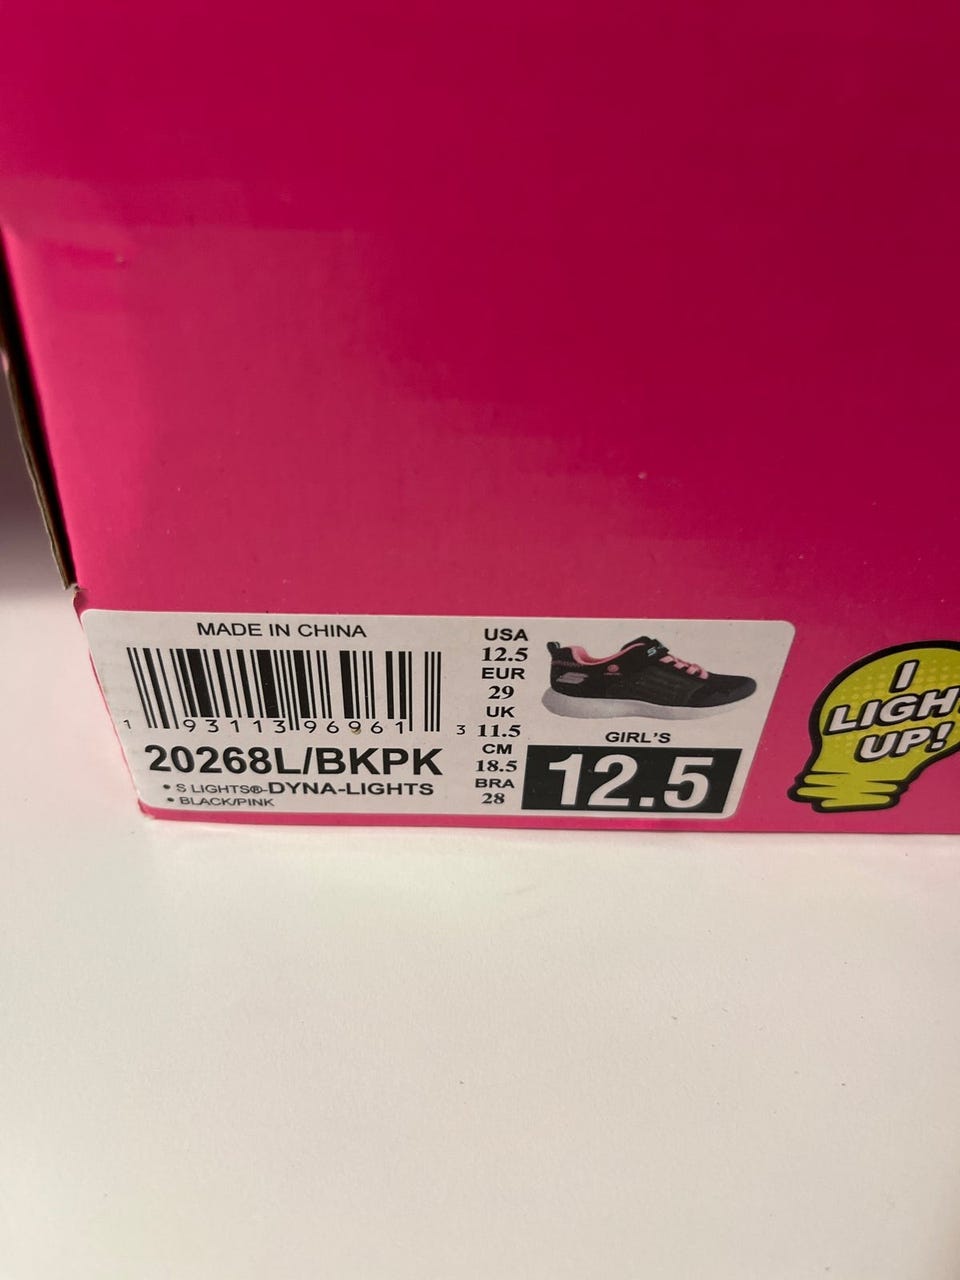 MADE IN CHINA
1 93113 96961 3
20268L/BKPK
• S LIGHTS®-DYNA-LIGHTS
• BLACK/PINK
USA
12.5
EUR
29
UK
11.5
CM
18.5
BRA
28
S
GIRL'S
12.5
I
LIGH
UP!